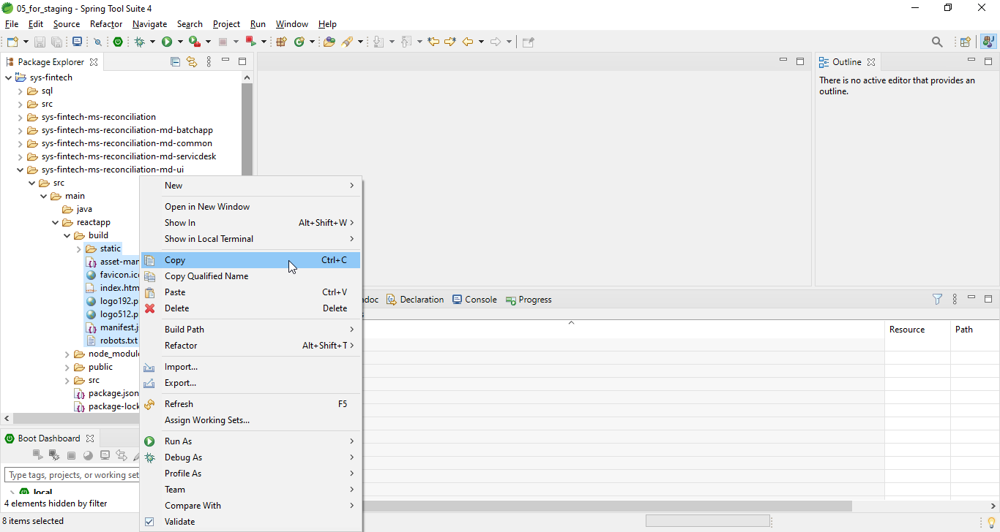 05_for_staging - Spring Tool Suite 4
File Edit Source Refactor Navigate Search Project Run Window Help
Package Explorer
sys-fintech
sql
src
sys-fintech-ms-reconciliation
sys-fintech-ms-reconciliation-md-batchapp
sys-fintech-ms-reconciliation-md-common
sys-fintech-ms-reconciliation-md-servicdesk
sys-fintech-ms-reconciliation-md-ui
src
main
java
reactapp
build
static
asset-man
favicon.ic
index.htm
logo192.p
logo512.p
manifest.j
robots.txt
node_modul
public
src
package.json
package-lock
Boot Dashboard
Type tags, projects, or working set
local
4 elements hidden by filter
8 items selected
New
Open in New Window
Show In Alt+Shift+W
Show in Local Terminal
Copy Ctrl+C
Copy Qualified Name
Paste Ctrl+V
Delete Delete
Build Path
Refactor Alt+Shift+T
Import...
Export...
Refresh F5
Assign Working Sets...
Run As
Debug As
Profile As
Team
Compare With
Validate
Outline
There is no active editor that provides an
outline.
adoc Declaration Console Progress
Resource Path